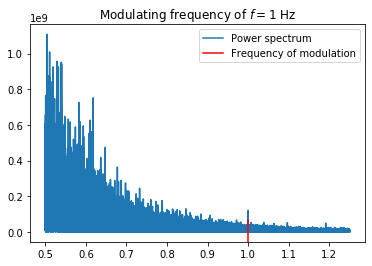 Modulating frequency of f = 1 Hz
1e9
Power spectrum
Frequency of modulation
1.0
0.8
0.6
0.4
0.2
0.0
0.5 0.6 0.7 0.8 0.9 1.0 1.1 1.2